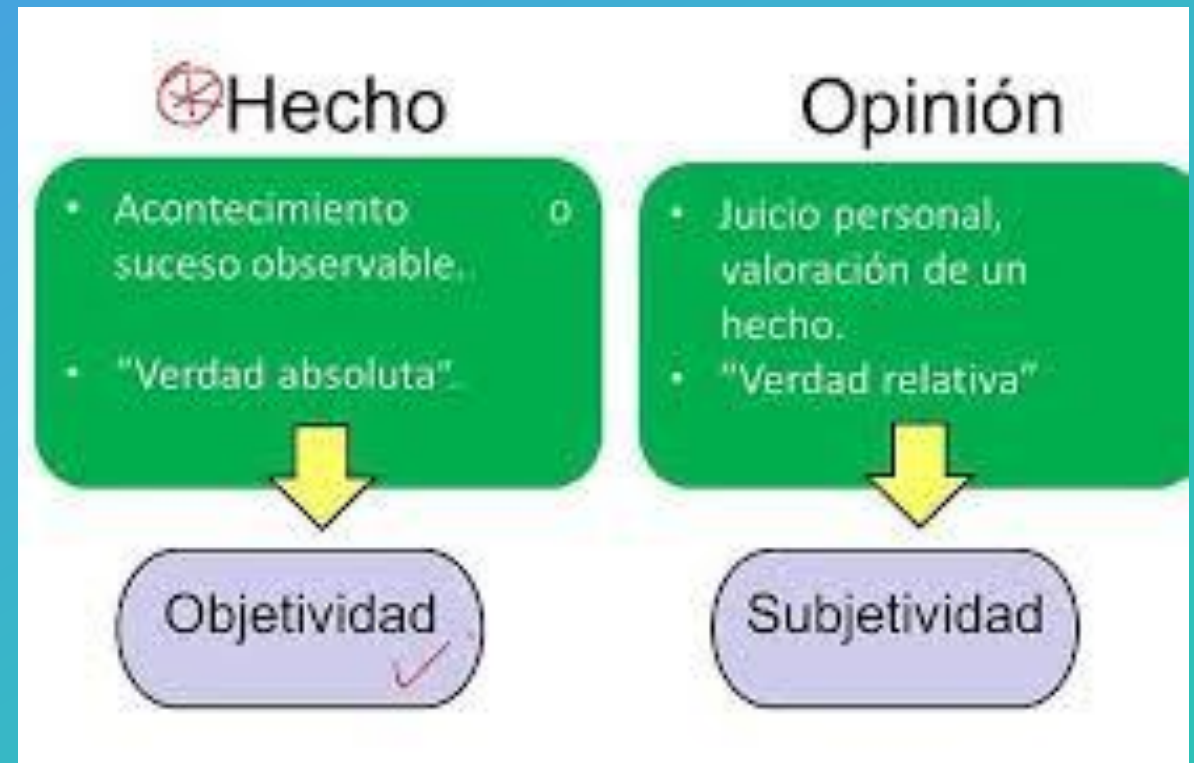 Hecho
• Acontecimiento o
suceso observable.
• "Verdad absoluta".
Objetividad
Opinión
• Juicio personal,
valoración de un
hecho.
• "Verdad relativa"
Subjetividad